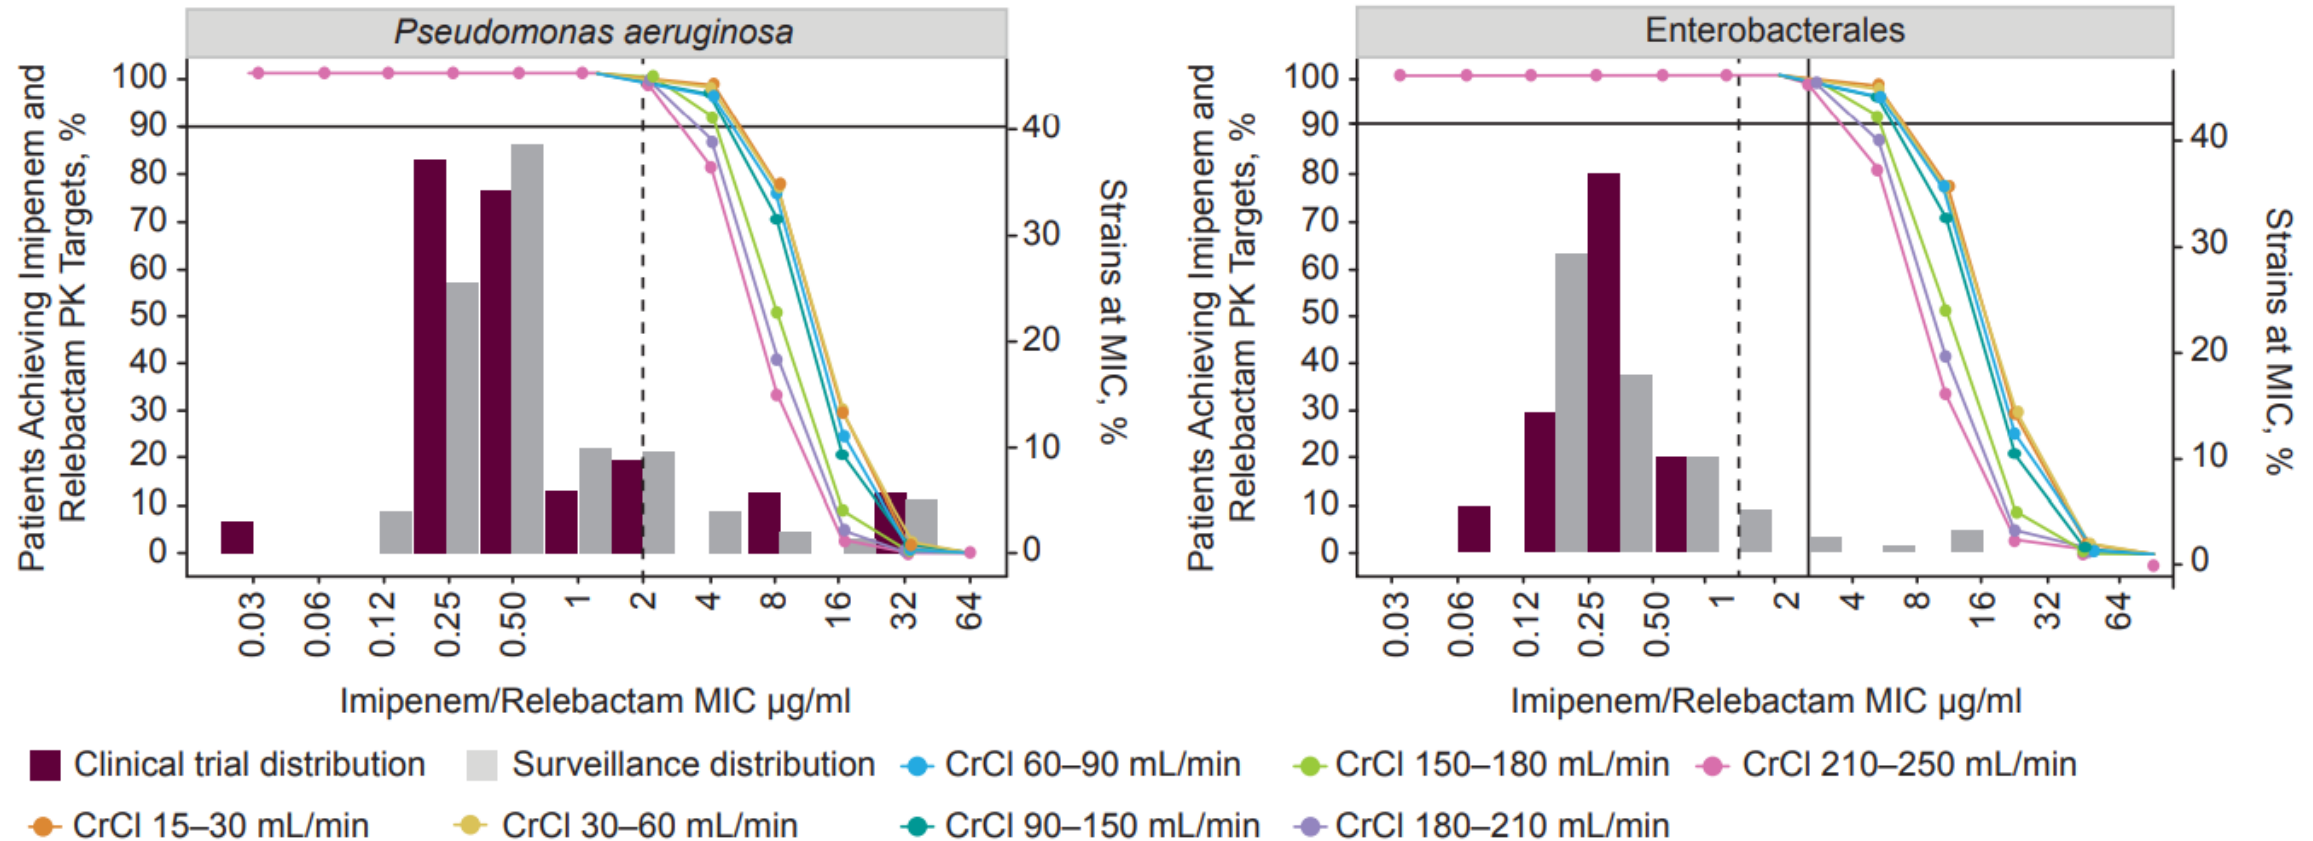 Pseudomonas aeruginosa
Patients Achieving Imipenem and
Relebactam PK Targets, %
100
90
80
70
60
50
40
30
20
10
0
40
30
20
10
0
Strains at MIC, %
0.03 0.06 0.12 0.25 0.50 1 2 4 8 16 32 64
Imipenem/Relebactam MIC µg/ml
Enterobacterales
Patients Achieving Imipenem and
Relebactam PK Targets, %
100
90
80
70
60
50
40
30
20
10
0
40
30
20
10
0
Strains at MIC, %
0.03 0.06 0.12 0.25 0.50 1 2 4 8 16 32 64
Imipenem/Relebactam MIC µg/ml
Clinical trial distribution Surveillance distribution CrCl 60–90 mL/min CrCl 150–180 mL/min CrCl 210–250 mL/min
CrCl 15–30 mL/min CrCl 30–60 mL/min CrCl 90–150 mL/min CrCl 180–210 mL/min